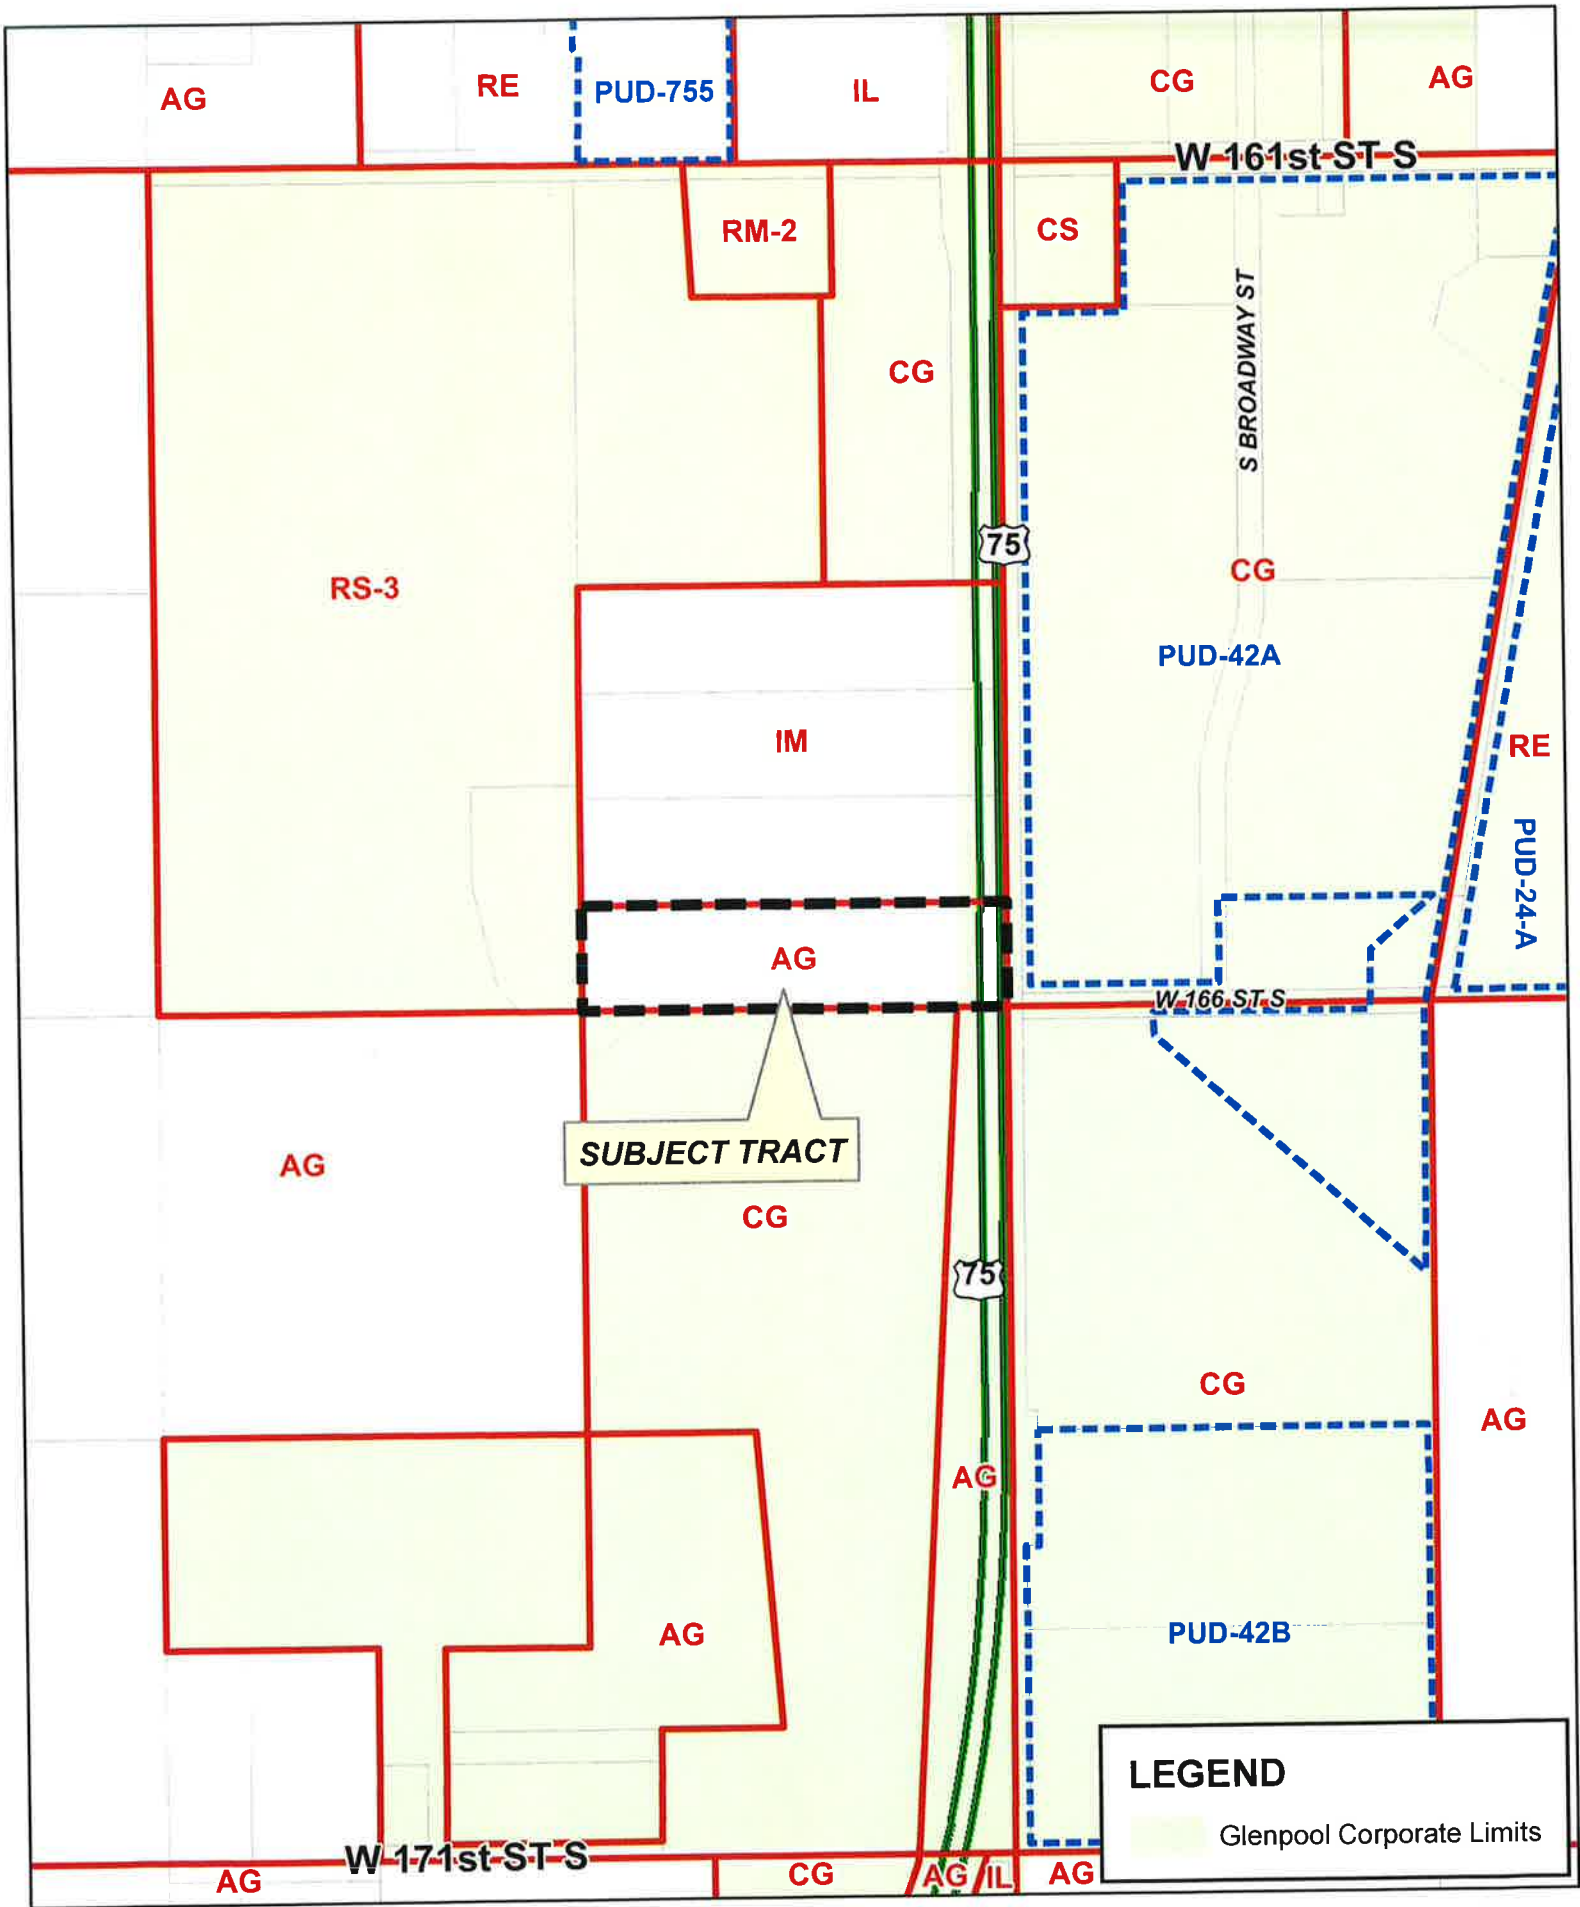 AG
RE
PUD-755
IL
CG
AG
W 161st ST S
RM-2
CS
S BROADWAY ST
CG
75
CG
RS-3
PUD-42A
IM
RE
PUD-24-A
AG
W 166 ST S
SUBJECT TRACT
AG
CG
75
CG
AG
AG
PUD-42B
AG
LEGEND
Glenpool Corporate Limits
W 171st ST S
AG
CG
AG
IL
AG